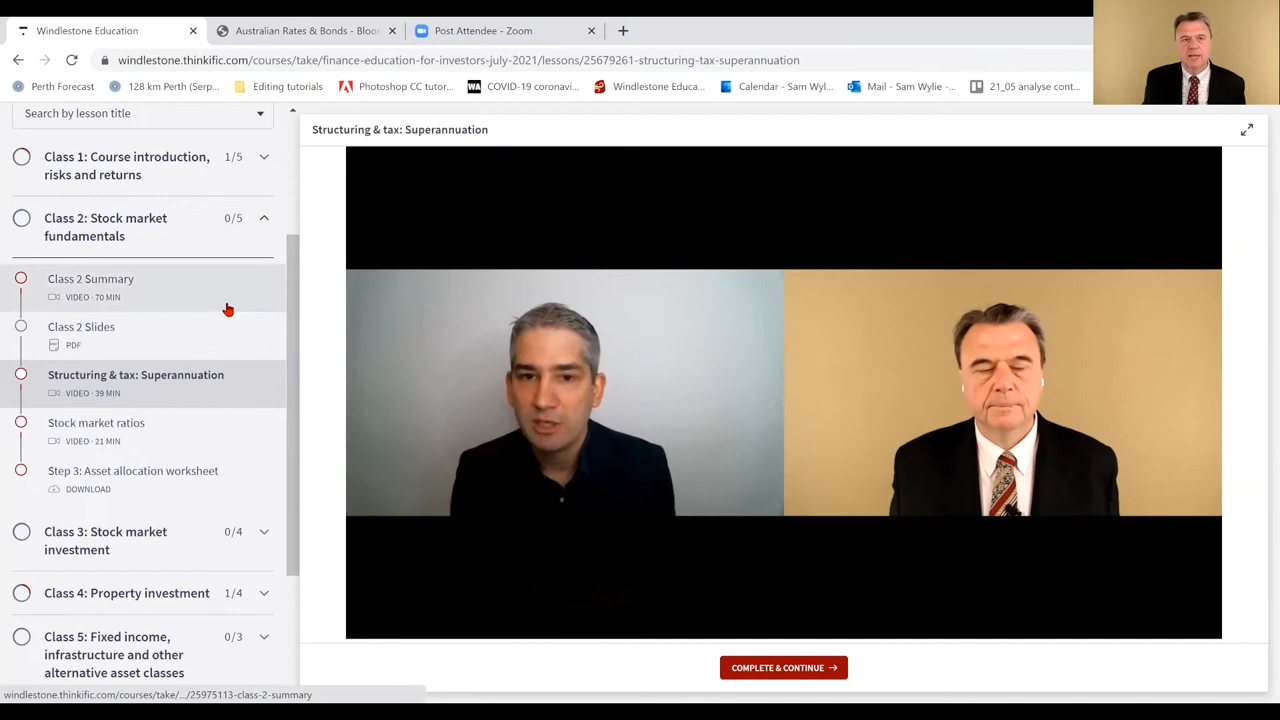 Windlestone Education
Australian Rates & Bonds - Bloon
Post Attendee - Zoom
windlestone.thinkific.com/courses/take/finance-education-for-investors-july-2021/lessons/25679261-structuring-tax-superannuation
Perth Forecast
128 km Perth (Serp...
Editing tutorials
Photoshop CC tutor...
WA
COVID-19 coronavi...
Windlestone Educa...
Calendar - Sam Wyl...
Mail - Sam Wylie -...
21_05 analyse cont...
Search by lesson title
Class 1: Course introduction,
risks and returns
1/5
Class 2: Stock market
fundamentals
0/5
Class 2 Summary
VIDEO · 70 MIN
Class 2 Slides
PDF
Structuring & tax: Superannuation
VIDEO · 39 MIN
Stock market ratios
VIDEO · 21 MIN
Step 3: Asset allocation worksheet
DOWNLOAD
Class 3: Stock market
investment
0/4
Class 4: Property investment
1/4
Class 5: Fixed income,
infrastructure and other
alternative asset classes
0/3
Structuring & tax: Superannuation
COMPLETE & CONTINUE →
windlestone.thinkific.com/courses/take/.../25975113-class-2-summary